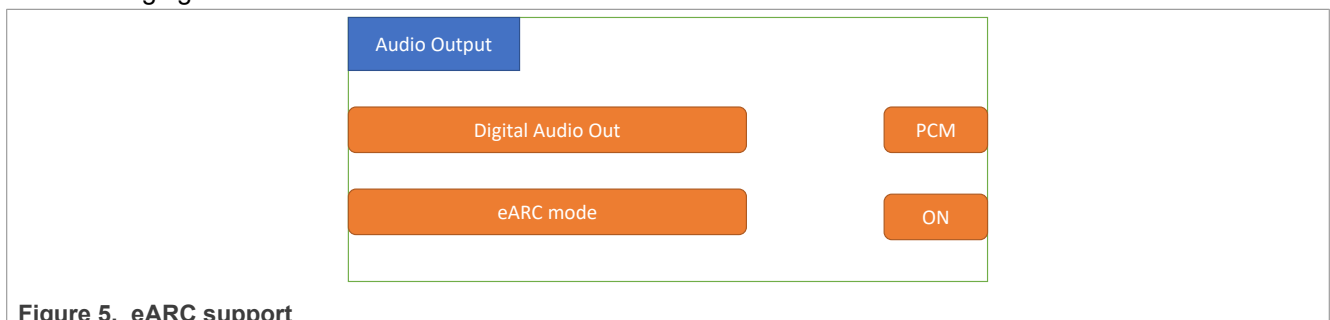 Audio Output
Digital Audio Out PCM
eARC mode ON
Figure 5. eARC support